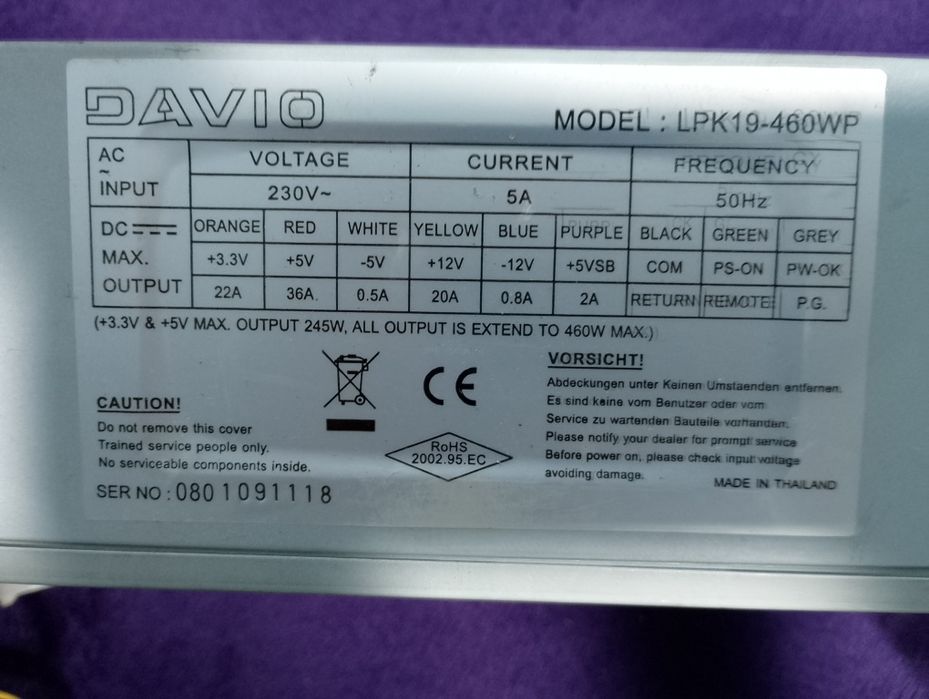 DAVIO
MODEL : LPK19-460WP
AC ~ INPUT VOLTAGE CURRENT FREQUENCY
230V~ 5A 50Hz
DC MAX. OUTPUT ORANGE RED WHITE YELLOW BLUE PURPLE BLACK GREEN GREY
+3.3V +5V -5V +12V -12V +5VSB COM PS-ON PW-OK
22A 36A 0.5A 20A 0.8A 2A RETURN REMOTE P.G.
(+3.3V & +5V MAX. OUTPUT 245W, ALL OUTPUT IS EXTEND TO 460W MAX.)
CAUTION!
Do not remove this cover
Trained service people only.
No serviceable components inside.
SER NO : 0801091118
CE
RoHS
2002.95.EC
VORSICHT!
Abdeckungen unter Keinen Umstaenden entfernen.
Es sind keine vom Benutzer oder vom
Service zu wartenden Bauteile vorhanden.
Please notify your dealer for prompt service
Before power on, please check input voltage
avoiding damage.
MADE IN THAILAND